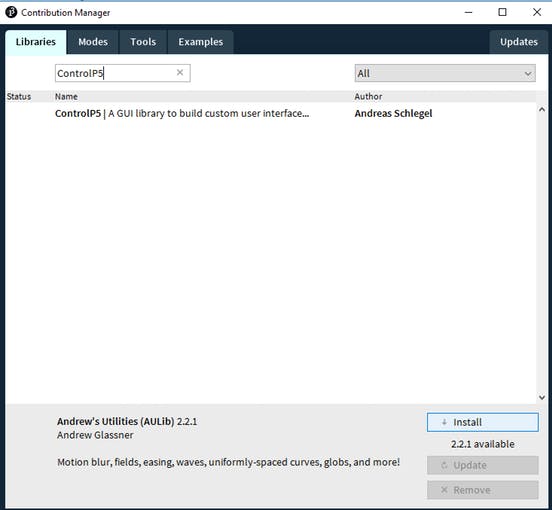 Contribution Manager
Libraries Modes Tools Examples Updates
ControlP5 All
Status Name Author
ControlP5 | A GUI library to build custom user interface... Andreas Schlegel
Andrew's Utilities (AULib) 2.2.1
Andrew Glassner
Motion blur, fields, easing, waves, uniformly-spaced curves, globs, and more!
Install
2.2.1 available
Update
Remove